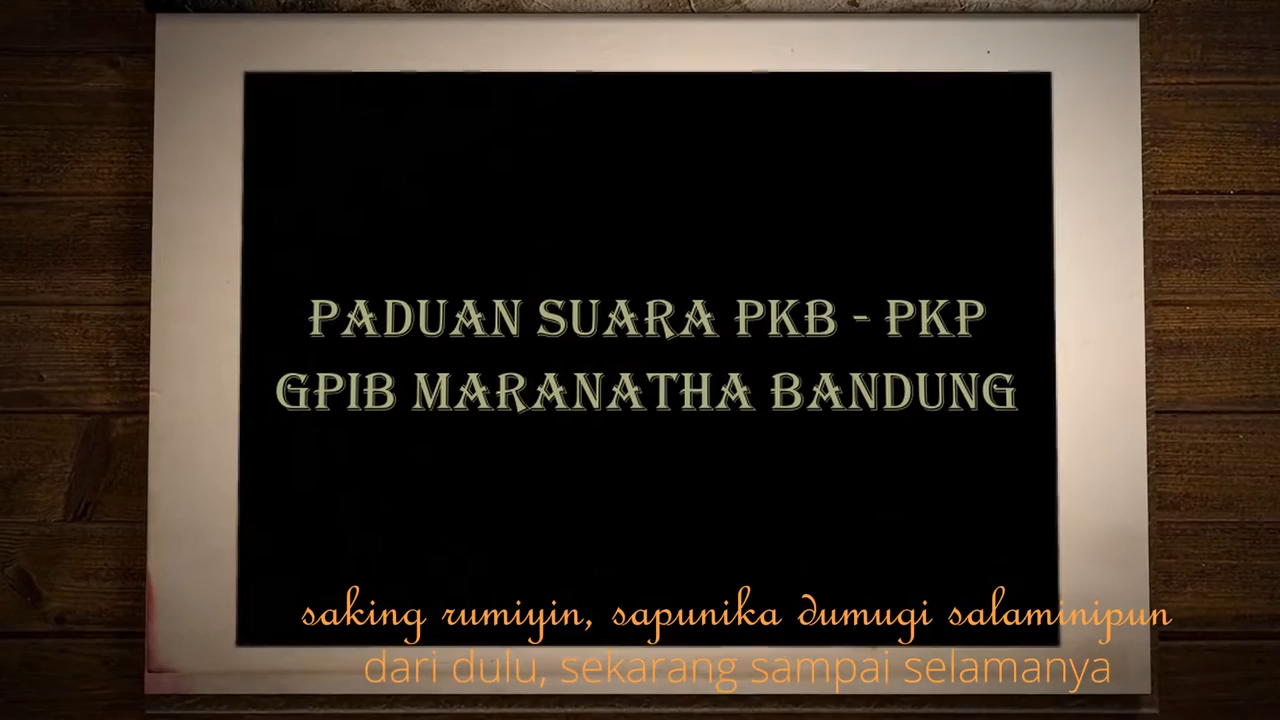 PADUAN SUARA PKB - PKP
GPIB MARANATHA BANDUNG
saking rumiyin, sapunika dumugi salaminipun
dari dulu, sekarang sampai selamanya